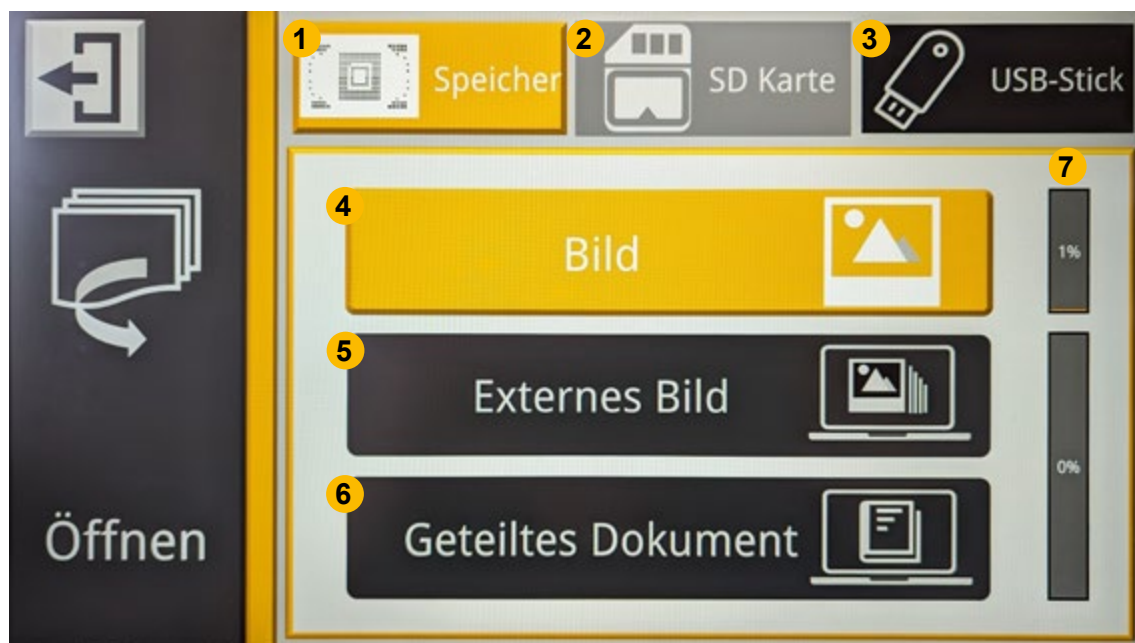 1 Speicher
2 SD Karte
3 USB-Stick
7
4 Bild
1%
5 Externes Bild
0%
6 Geteiltes Dokument
Öffnen